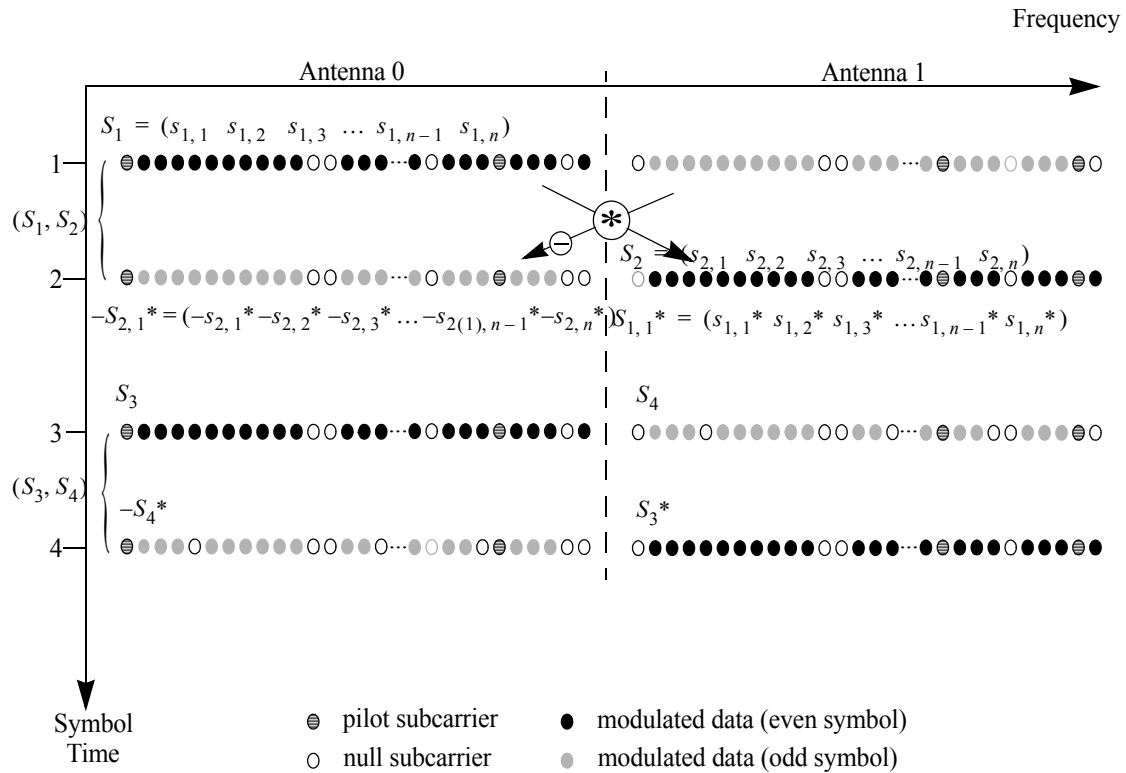 Frequency
Antenna 0
Antenna 1
S1 = (s1, 1 s1, 2 s1, 3 … s1, n − 1 s1, n)
1
(S1, S2)
*
−
S2 = (s2, 1 s2, 2 s2, 3 … s2, n−1 s2, n)
2
−S2, 1* = (−s2, 1* −s2, 2* −s2, 3* … −s2(1), n − 1* −s2, n*)
S1, 1* = (s1, 1* s1, 2* s1, 3* … s1, n − 1* s1, n*)
S3
S4
3
(S3, S4)
−S4*
S3*
4
Symbol
Time
pilot subcarrier
modulated data (even symbol)
null subcarrier
modulated data (odd symbol)